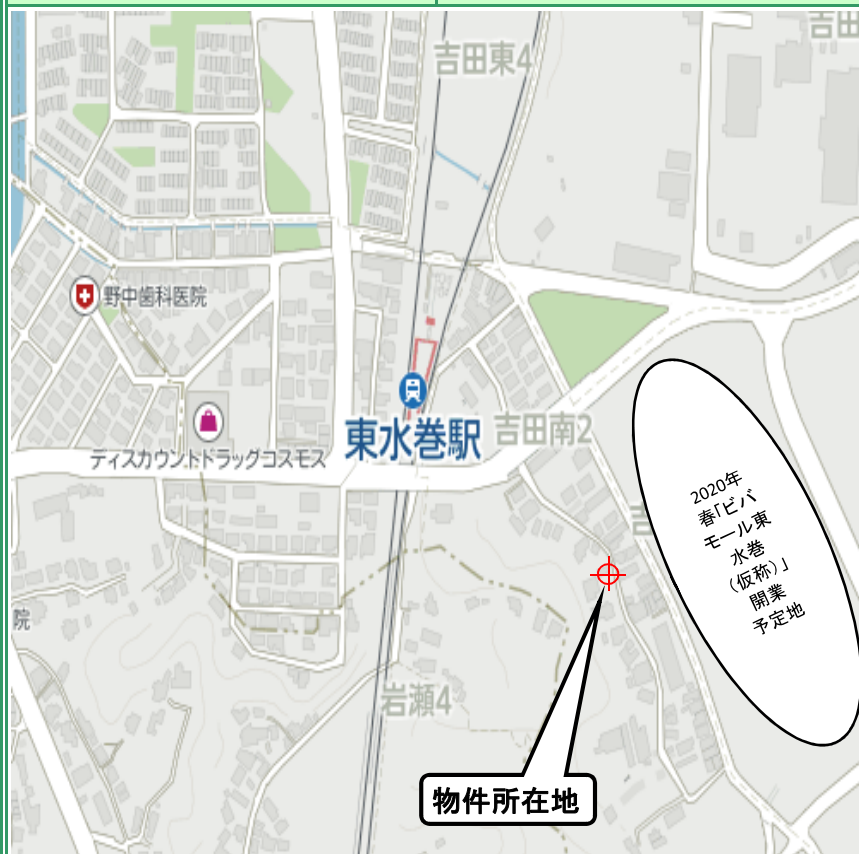 吉田
吉田東4
野中歯科医院
東水巻駅
吉田南2
ディスカウントドラッグコスモス
2020年
春「ビバ
モール東
水巻
（仮称）」
開業
予定地
吉
院
岩瀬4
物件所在地